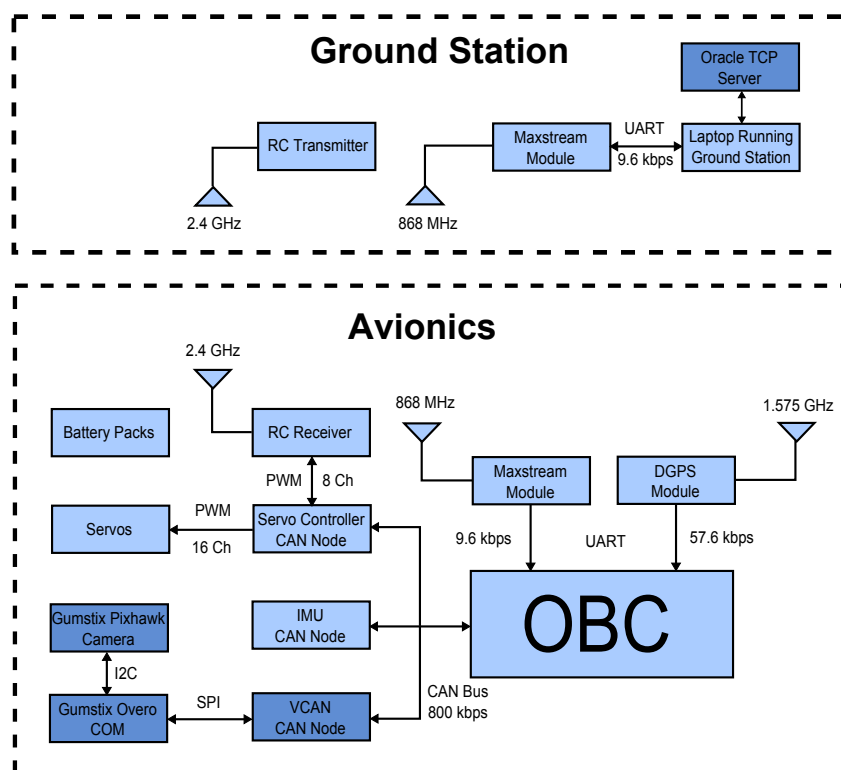 Ground Station
Oracle TCP
Server
RC Transmitter
Maxstream
Module
UART
9.6 kbps
Laptop Running
Ground Station
2.4 GHz
868 MHz
Avionics
2.4 GHz
868 MHz
1.575 GHz
Battery Packs
RC Receiver
Maxstream
Module
DGPS
Module
PWM
8 Ch
Servos
PWM
16 Ch
Servo Controller
CAN Node
9.6 kbps
UART
57.6 kbps
OBC
IMU
CAN Node
Gumstix Pixhawk
Camera
I2C
Gumstix Overo
COM
SPI
VCAN
CAN Node
CAN Bus
800 kbps